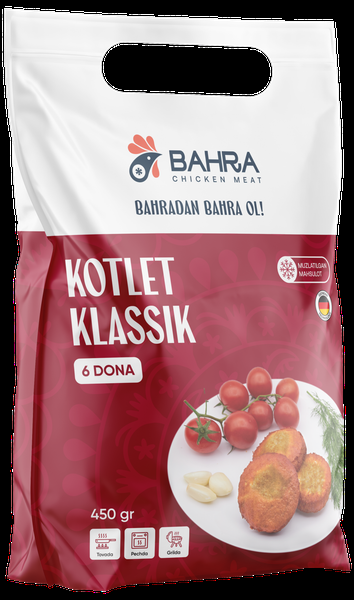 BAHRA
CHICKEN MEAT
BAHRADAN BAHRA OL!
KOTLET
KLASSIK
6 DONA
MUZLATILGAN
MAHSULOT
450 gr
Tovada
Pechda
Grilda